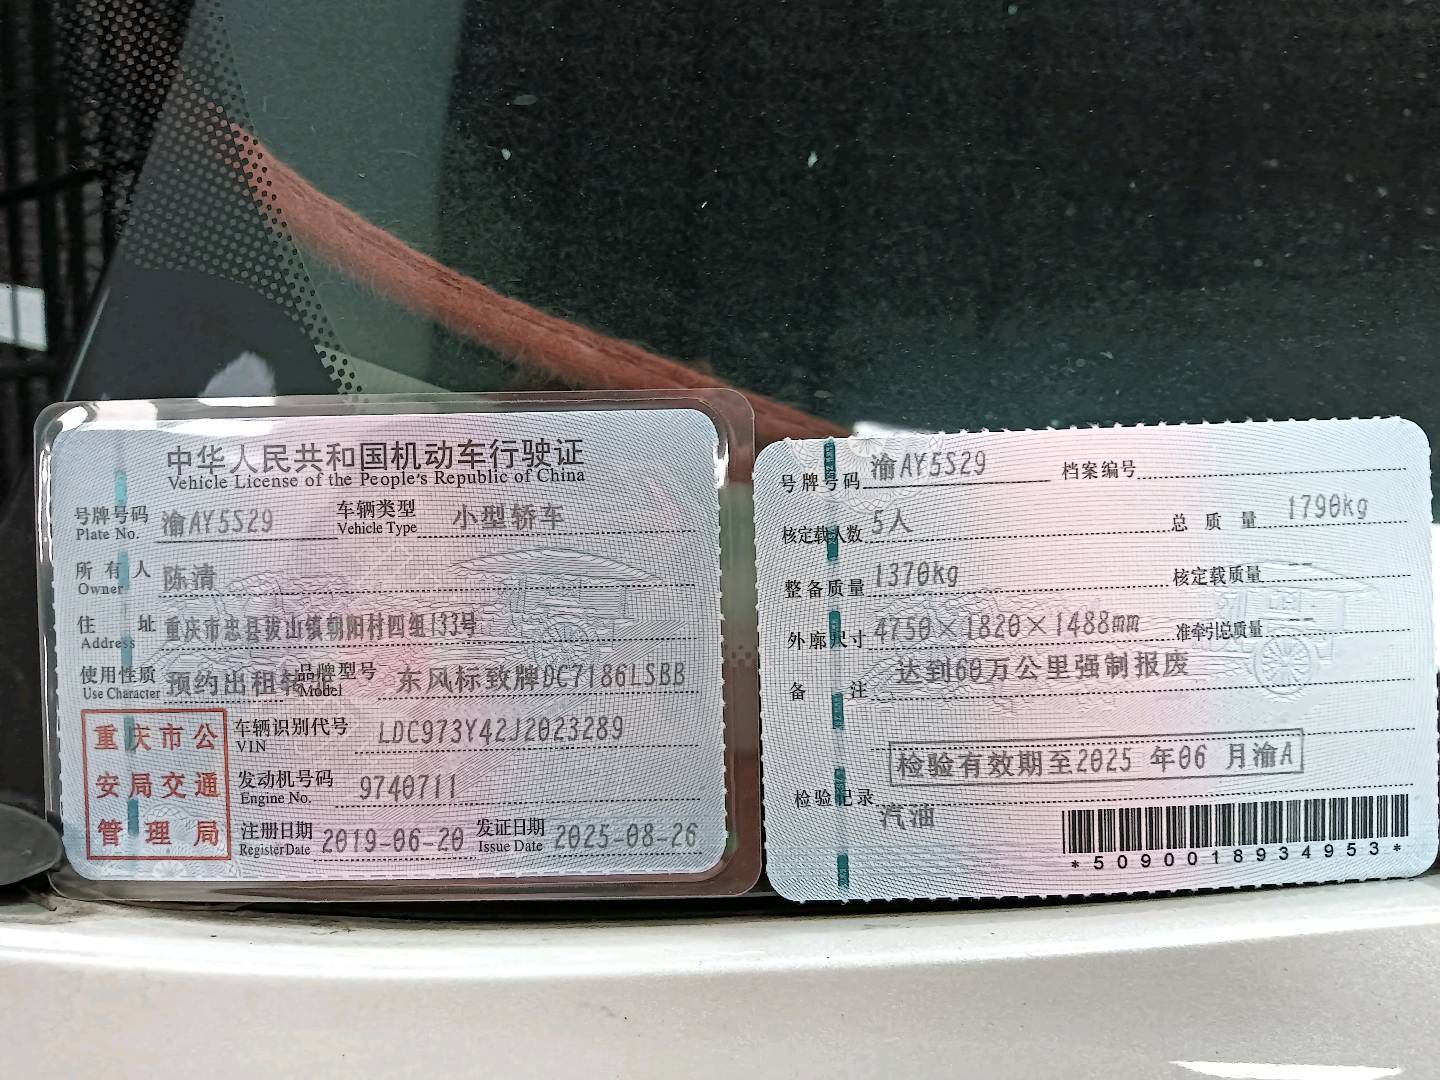 中华人民共和国机动车行驶证
Vehicle License of the People's Republic of China
号牌号码 渝AY5S29 车辆类型 小型轿车
Plate No. Vehicle Type
所有人 陈清
Owner
住址 重庆市忠县拔山镇朝阳村四组133号
Address
使用性质 预约出租转 品牌型号 东风标致牌DC7186LSBB
Use Character Model
重庆市公
安局交通
管理局
车辆识别代号 LDC973Y42J2023289
VIN
发动机号码 9740711
Engine No.
注册日期 2019-06-20 发证日期 2025-08-26
Register Date Issue Date
号牌号码 渝AY5S29 档案编号
核定载人数 5人 总质量 1790kg
整备质量 1370kg 核定载质量 --
外廓尺寸 4750×1820×1488mm 准牵引总质量 --
备注 达到60万公里强制报废
检验有效期至2025 年06 月渝A
检验记录 汽油
*5090018934953*